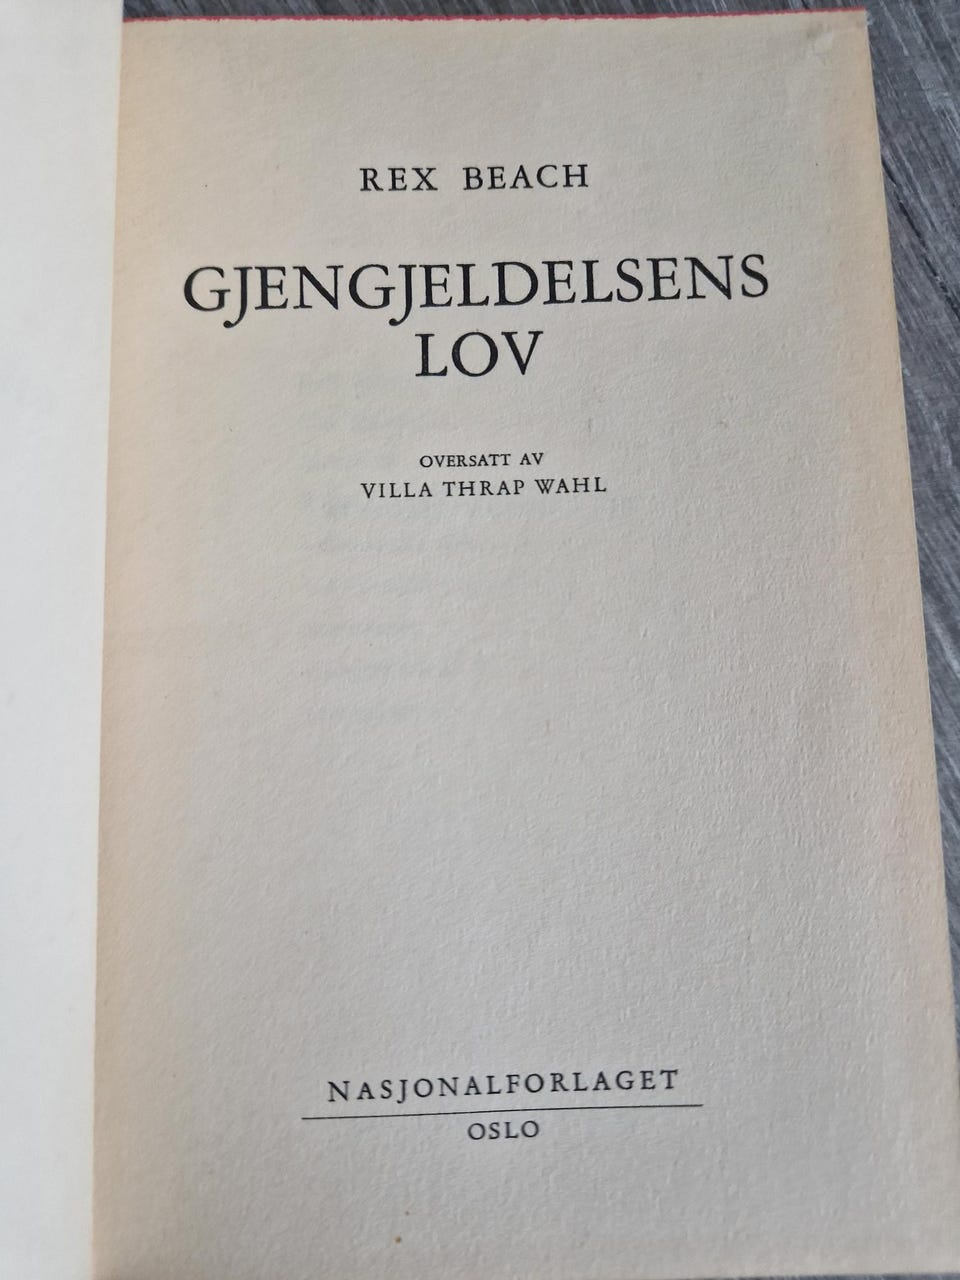 REX BEACH
GJENGJELDELSENS
LOV
OVERSATT AV
VILLA THRAP WAHL
NASJONALFORLAGET
OSLO